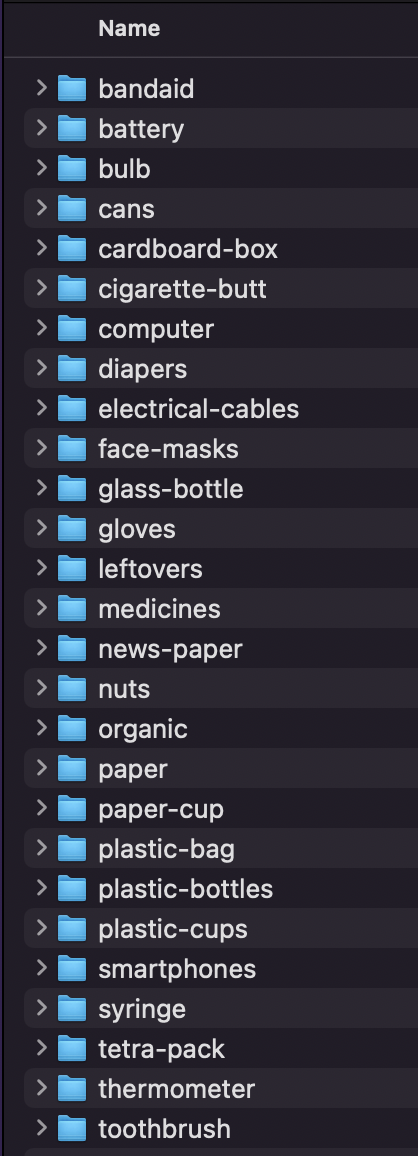 Name
bandaid
battery
bulb
cans
cardboard-box
cigarette-butt
computer
diapers
electrical-cables
face-masks
glass-bottle
gloves
leftovers
medicines
news-paper
nuts
organic
paper
paper-cup
plastic-bag
plastic-bottles
plastic-cups
smartphones
syringe
tetra-pack
thermometer
toothbrush